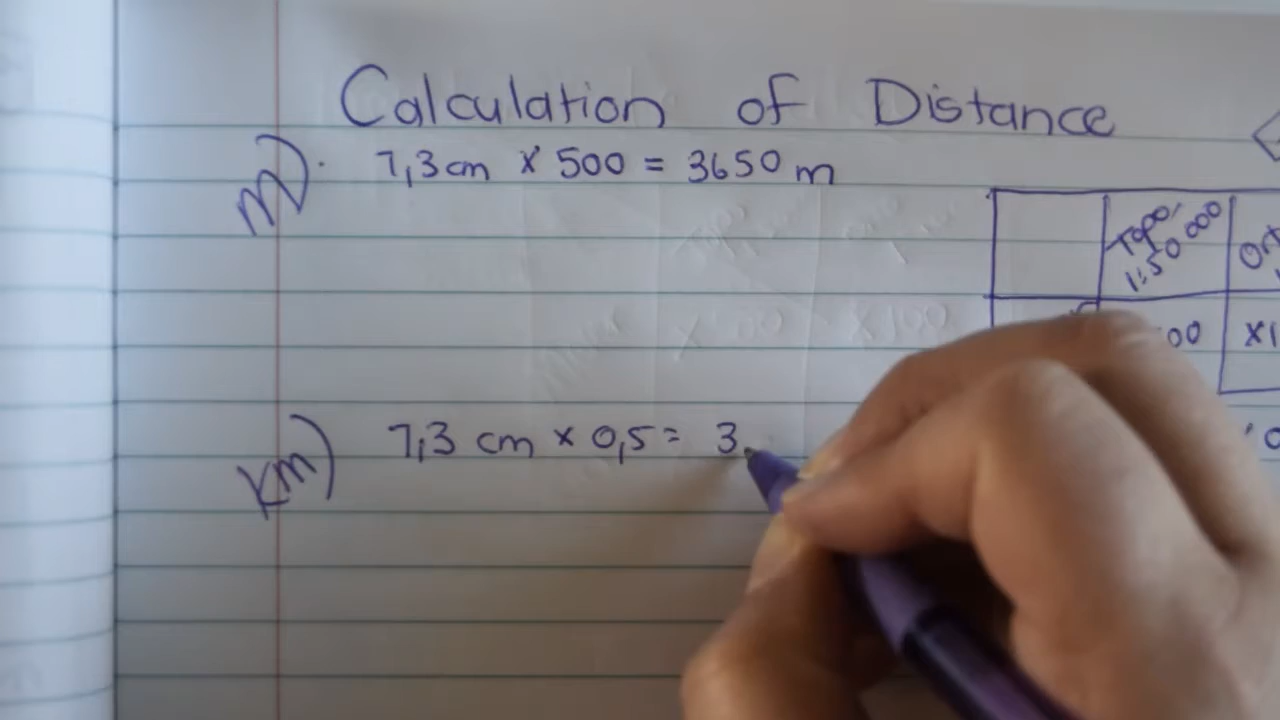 Calculation of Distance
m) 7,3 cm × 500 = 3650 m
Topo, 1:50 000
00 ×1
km) 7,3 cm × 0,5 = 3,